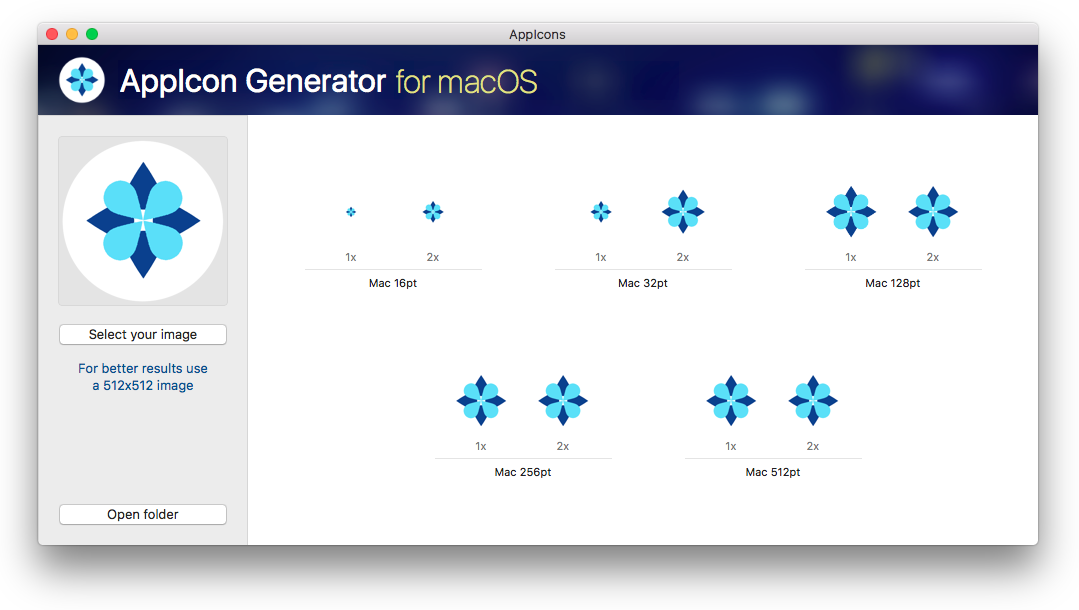 AppIcons
AppIcon Generator for macOS
Select your image
For better results use
a 512x512 image
Open folder
1x 2x
Mac 16pt
1x 2x
Mac 32pt
1x 2x
Mac 128pt
1x 2x
Mac 256pt
1x 2x
Mac 512pt